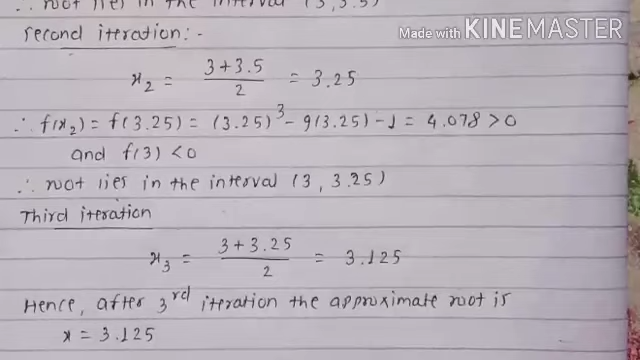 ∴ root lies in the interval (3, 3.5)
Made with KINEMASTER
second iteration:-
x₂ = (3 + 3.5)/2 = 3.25
∴ f(x₂) = f(3.25) = (3.25)³ - 9(3.25) - 1 = 4.078 > 0
and f(3) < 0
∴ root lies in the interval (3, 3.25)
Third iteration
x₃ = (3 + 3.25)/2 = 3.125
Hence, after 3rd iteration the approximate root is
x = 3.125